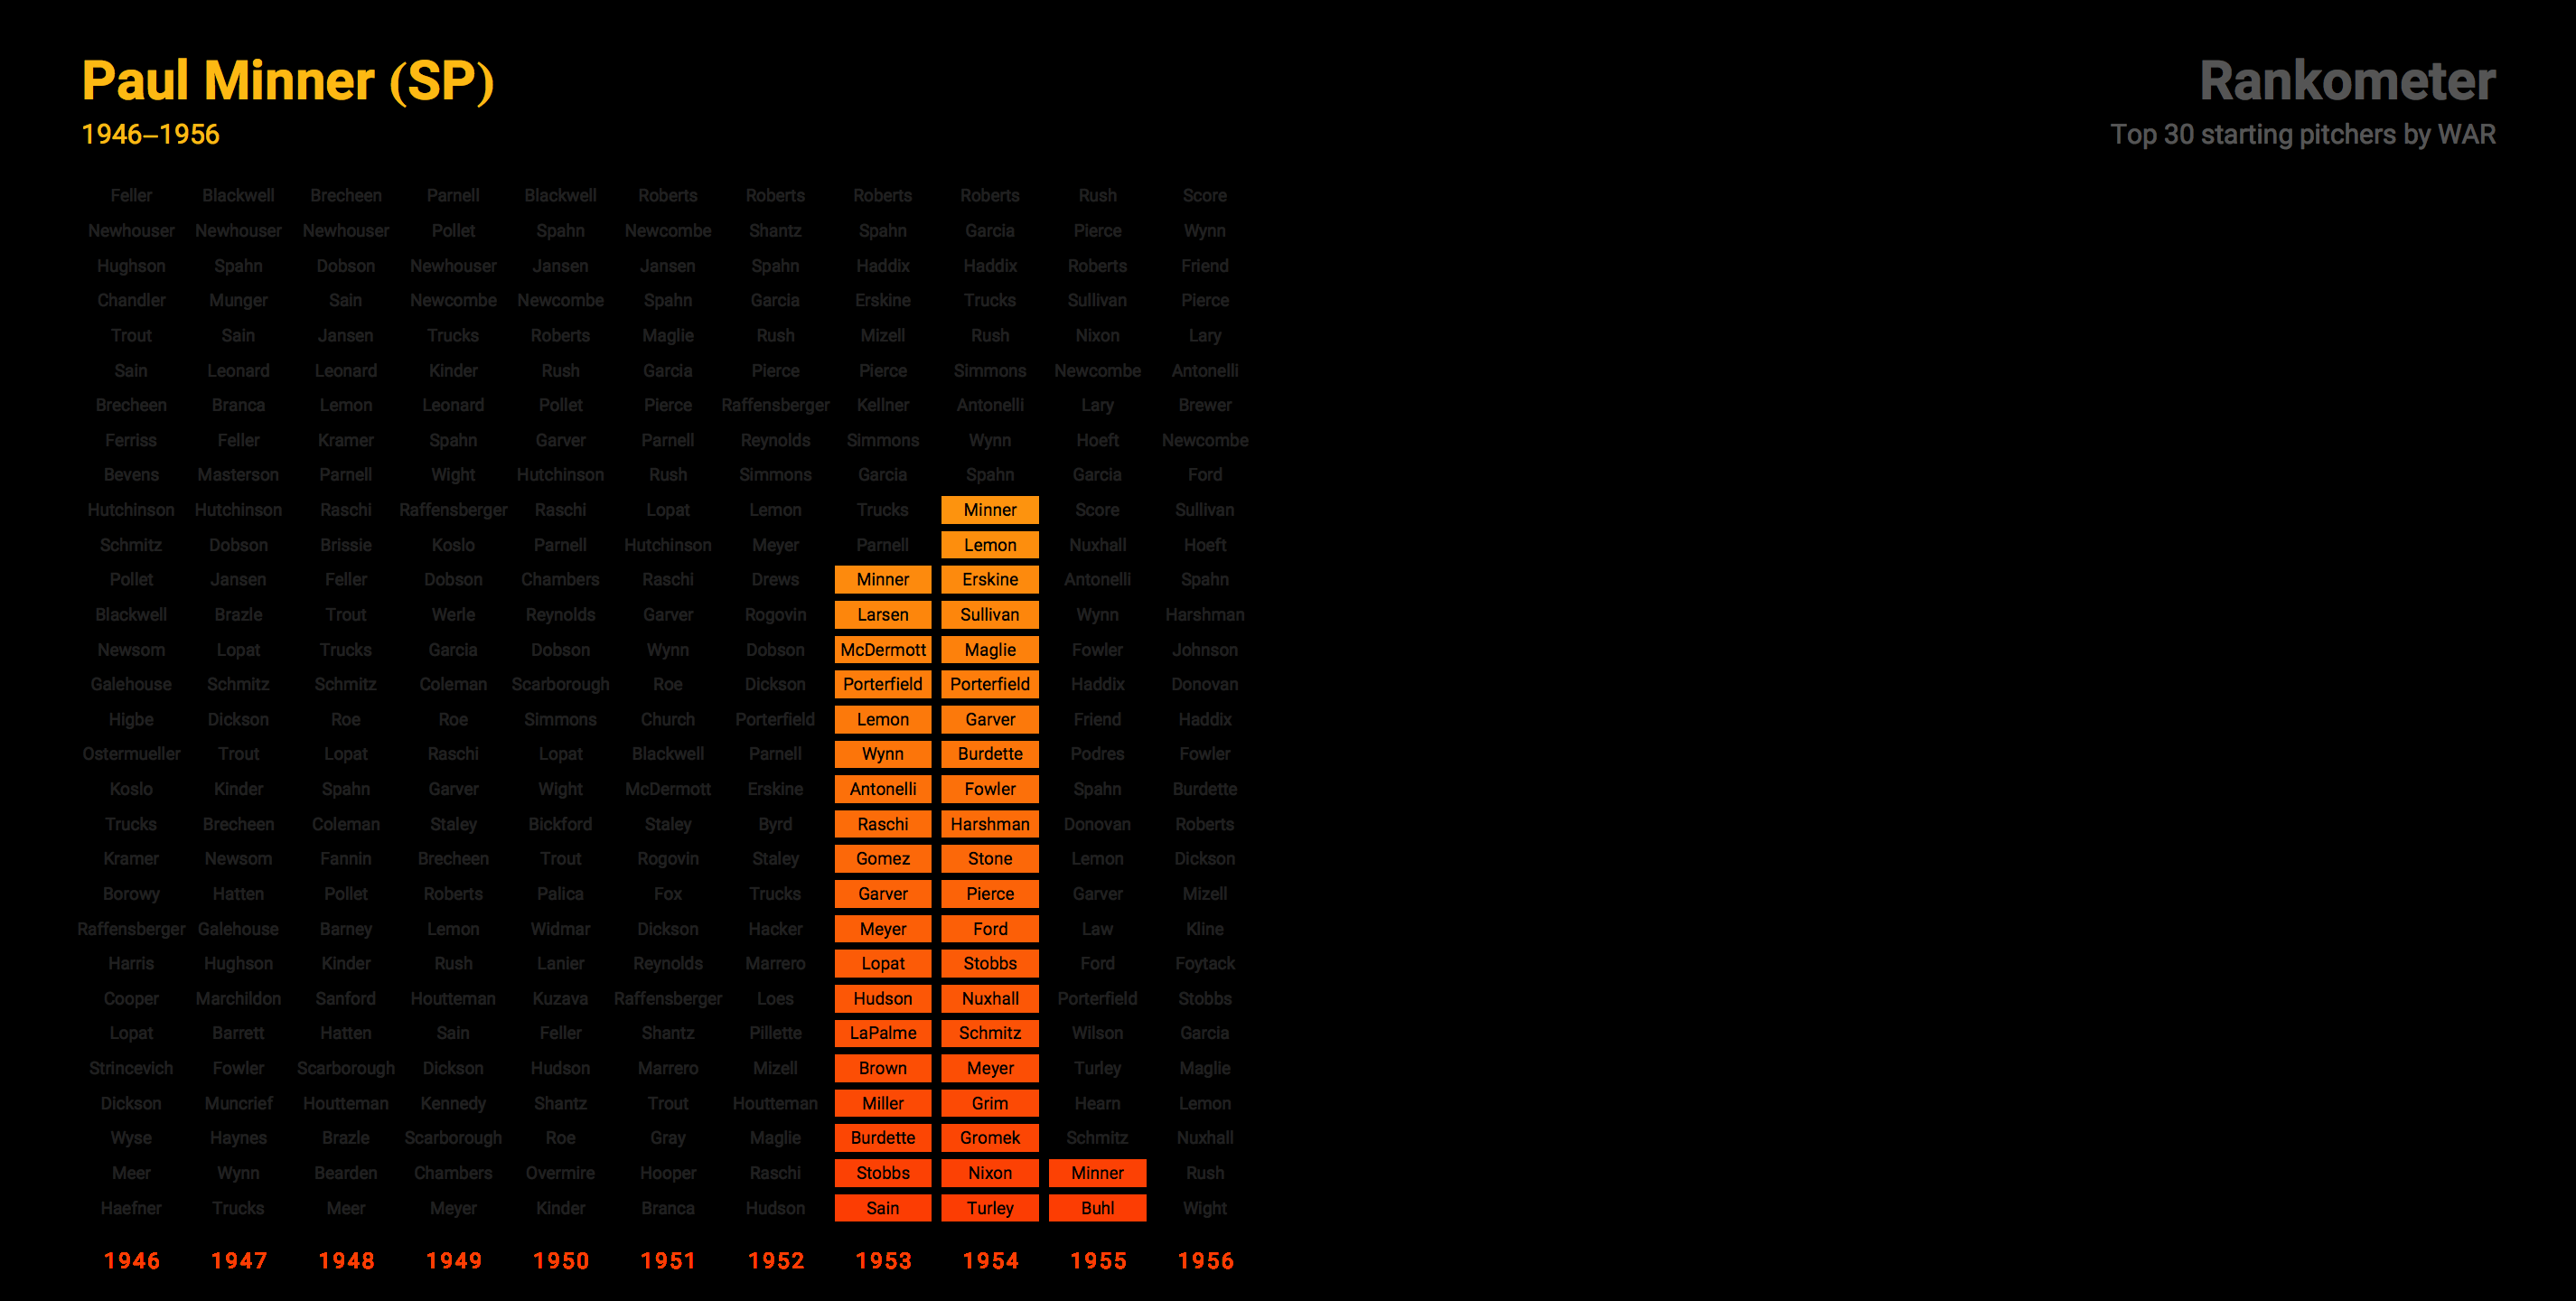 Paul Minner (SP)
1946–1956
Rankometer
Top 30 starting pitchers by WAR
Feller Blackwell Brecheen Parnell Blackwell Roberts Roberts Roberts Roberts Rush Score
Newhouser Newhouser Newhouser Pollet Spahn Newcombe Shantz Spahn Garcia Pierce Wynn
Hughson Spahn Dobson Newhouser Jansen Jansen Spahn Haddix Haddix Roberts Friend
Chandler Munger Sain Newcombe Newcombe Spahn Garcia Erskine Trucks Sullivan Pierce
Trout Sain Jansen Trucks Roberts Maglie Rush Mizell Rush Nixon Lary
Sain Leonard Leonard Kinder Rush Garcia Pierce Pierce Simmons Newcombe Antonelli
Brecheen Branca Lemon Leonard Pollet Pierce Raffensberger Kellner Antonelli Lary Brewer
Ferriss Feller Kramer Spahn Garver Parnell Reynolds Simmons Wynn Hoeft Newcombe
Bevens Masterson Parnell Wight Hutchinson Rush Simmons Garcia Spahn Garcia Ford
Hutchinson Hutchinson Raschi Raffensberger Raschi Lopat Lemon Trucks Minner Score Sullivan
Schmitz Dobson Brissie Koslo Parnell Hutchinson Meyer Parnell Lemon Nuxhall Hoeft
Pollet Jansen Feller Dobson Chambers Raschi Drews Minner Erskine Antonelli Spahn
Blackwell Brazle Trout Werle Reynolds Garver Rogovin Larsen Sullivan Wynn Harshman
Newsom Lopat Trucks Garcia Dobson Wynn Dobson McDermott Maglie Fowler Johnson
Galehouse Schmitz Schmitz Coleman Scarborough Roe Dickson Porterfield Porterfield Haddix Donovan
Higbe Dickson Roe Roe Simmons Church Porterfield Lemon Garver Friend Haddix
Ostermueller Trout Lopat Raschi Lopat Blackwell Parnell Wynn Burdette Podres Fowler
Koslo Kinder Spahn Garver Wight McDermott Erskine Antonelli Fowler Spahn Burdette
Trucks Brecheen Coleman Staley Bickford Staley Byrd Raschi Harshman Donovan Roberts
Kramer Newsom Fannin Brecheen Trout Rogovin Staley Gomez Stone Lemon Dickson
Borowy Hatten Pollet Roberts Palica Fox Trucks Garver Pierce Garver Mizell
Raffensberger Galehouse Barney Lemon Widmar Dickson Hacker Meyer Ford Law Kline
Harris Hughson Kinder Rush Lanier Reynolds Marrero Lopat Stobbs Ford Foytack
Cooper Marchildon Sanford Houtteman Kuzava Raffensberger Loes Hudson Nuxhall Porterfield Stobbs
Lopat Barrett Hatten Sain Feller Shantz Pillette LaPalme Schmitz Wilson Garcia
Strincevich Fowler Scarborough Dickson Hudson Marrero Mizell Brown Meyer Turley Maglie
Dickson Muncrief Houtteman Kennedy Shantz Trout Houtteman Miller Grim Hearn Lemon
Wyse Haynes Brazle Scarborough Roe Gray Maglie Burdette Gromek Schmitz Nuxhall
Meer Wynn Bearden Chambers Overmire Hooper Raschi Stobbs Nixon Minner Rush
Haefner Trucks Meer Meyer Kinder Branca Hudson Sain Turley Buhl Wight
1946 1947 1948 1949 1950 1951 1952 1953 1954 1955 1956